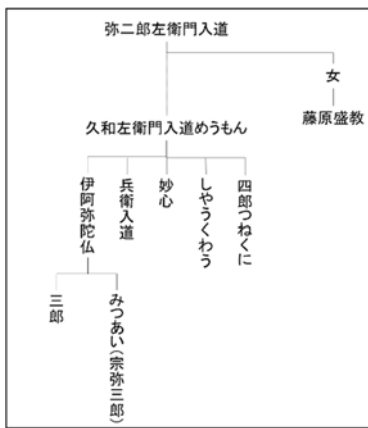 弥二郎左衛門入道
女
藤原盛教
久和左衛門入道めうもん
四郎つねくに
しやうくわう
妙心
兵衛入道
伊阿弥陀仏
みつあい(宗弥三郎)
三郎